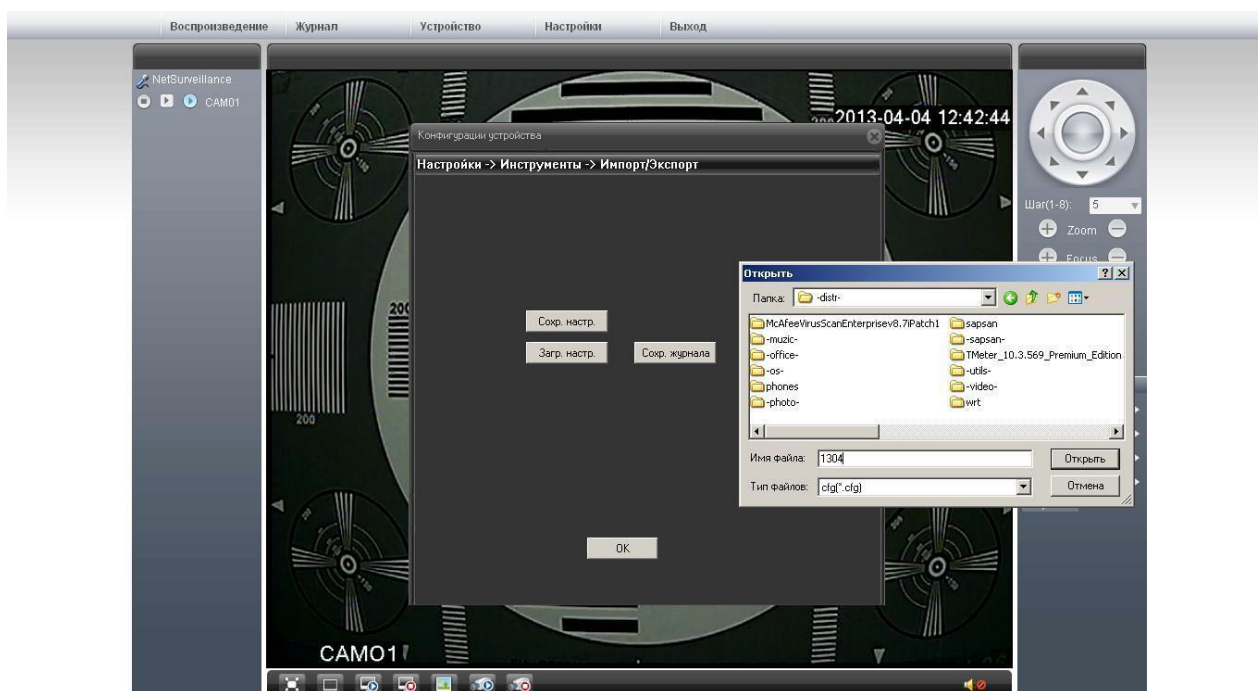 Воспроизведение Журнал Устройство Настройки Выход
NetSurveillance
CAM01
2013-04-04 12:42:44
Конфигурации устройства
Настройки -> Инструменты -> Импорт/Экспорт
Сохр. настр.
Загр. настр. Сохр. журнала
OK
Шаг(1-8): 5
Zoom
Focus
Открыть
Папка: -distr-
McAfeeVirusScanEnterprisev8.7iPatch1 sapsan
-muzic- -sapsan-
-office- TMeter_10.3.569_Premium_Edition
-os- -utils-
phones -video-
-photo- wrt
Имя файла: 1304 Открыть
Тип файлов: cfg(*.cfg) Отмена
200
200
CAM01